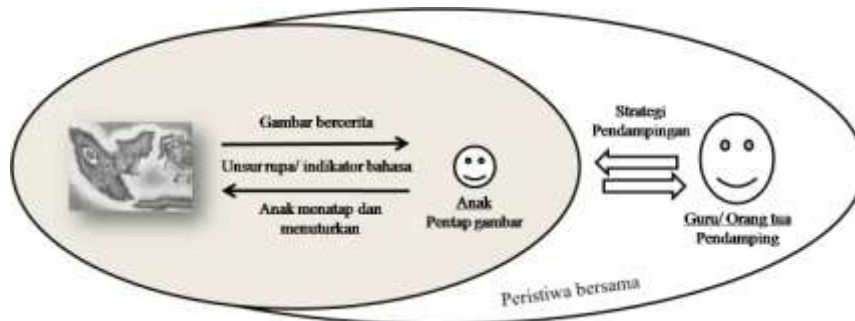 Gambar bercerita
Unsur rupa/ indikator bahasa
Anak menatap dan
menuturkan
Anak
Pentap gambar
Strategi
Pendampingan
Guru/ Orang tua
Pendamping
Peristiwa bersama